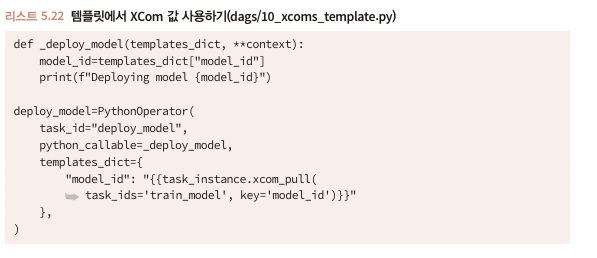 리스트 5.22 템플릿에서 XCom 값 사용하기(dags/10_xcoms_template.py)
def _deploy_model(templates_dict, **context):
    model_id=templates_dict["model_id"]
    print(f"Deploying model {model_id}")

deploy_model=PythonOperator(
    task_id="deploy_model",
    python_callable=_deploy_model,
    templates_dict={
        "model_id": "{{task_instance.xcom_pull(
        ➥ task_ids='train_model', key='model_id')}}"
    },
)